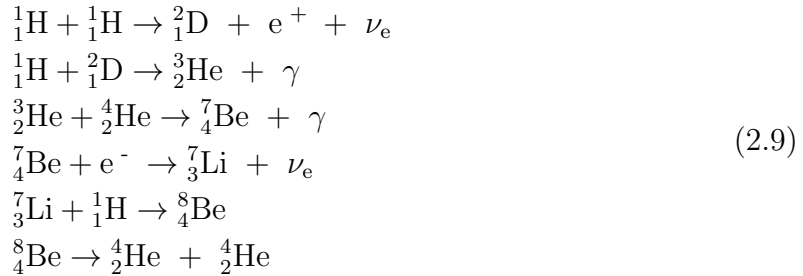 ¹₁H + ¹₁H → ²₁D + e⁺ + νₑ
¹₁H + ²₁D → ³₂He + γ
³₂He + ⁴₂He → ⁷₄Be + γ
(2.9)
⁷₄Be + e⁻ → ⁷₃Li + νₑ
⁷₃Li + ¹₁H → ⁸₄Be
⁸₄Be → ⁴₂He + ⁴₂He